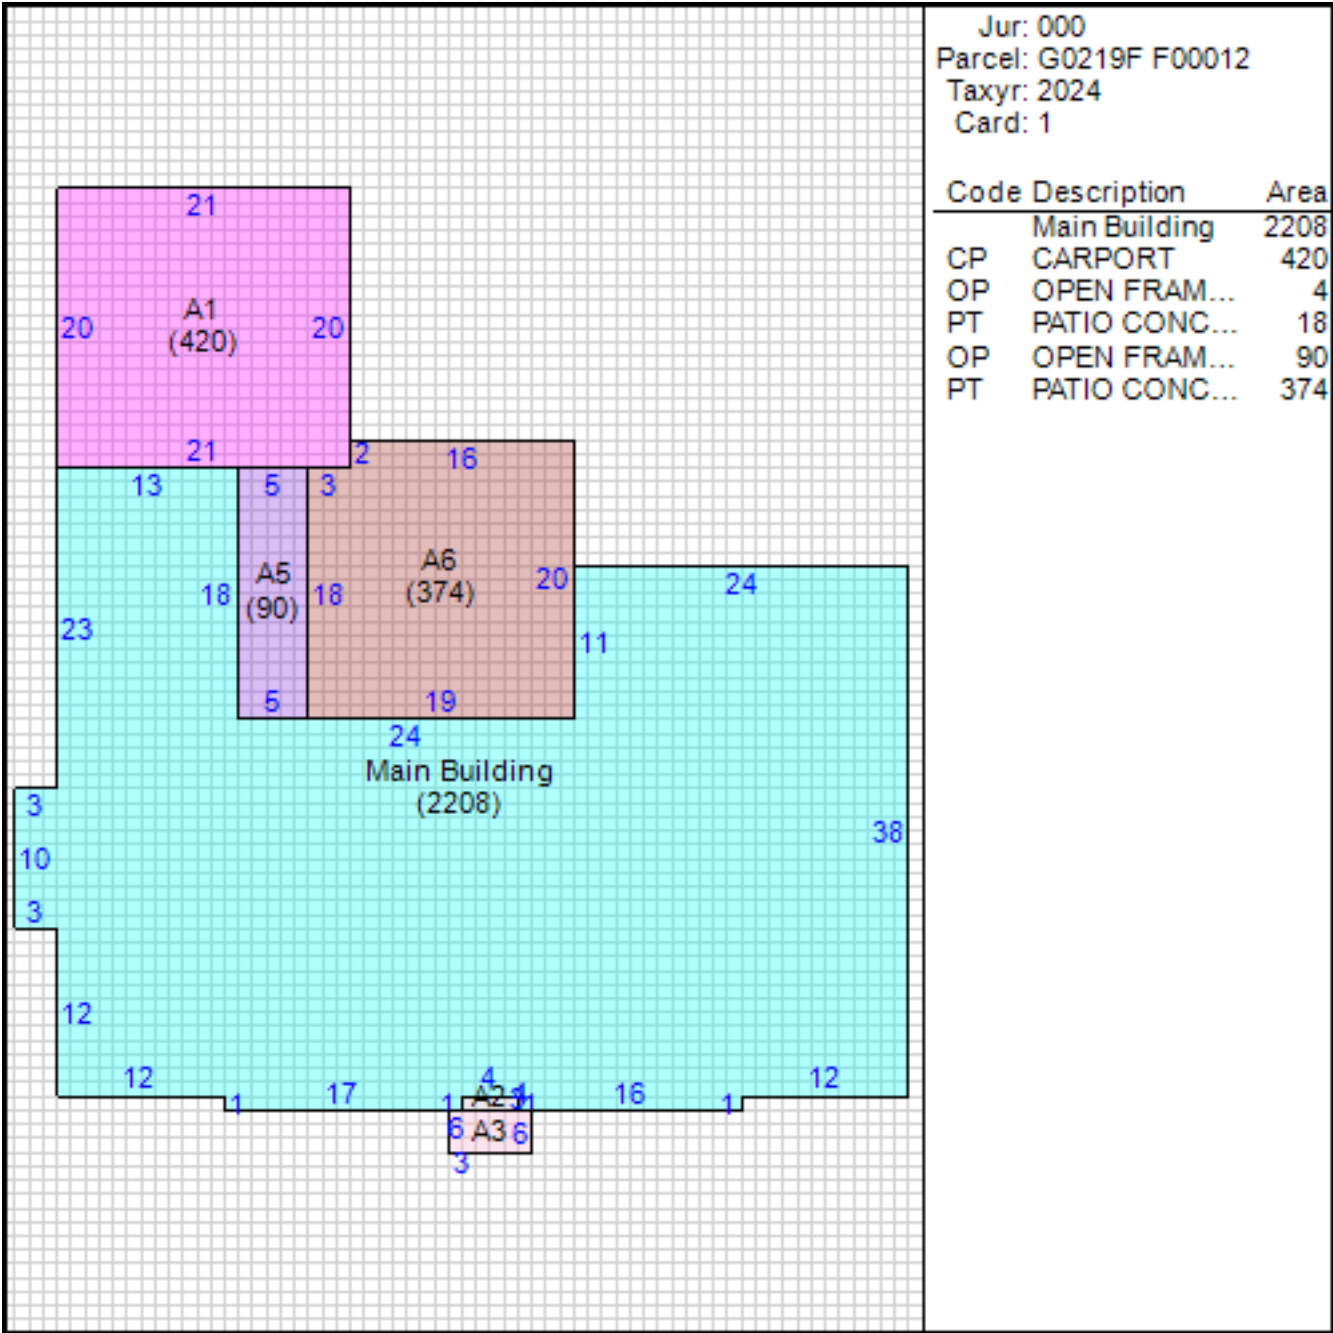 Jur: 000
Parcel: G0219F F00012
Taxyr: 2024
Card: 1
Code Description Area
Main Building 2208
CP CARPORT 420
OP OPEN FRAM... 4
PT PATIO CONC... 18
OP OPEN FRAM... 90
PT PATIO CONC... 374
21
A1
(420)
20 20
21
2 16
13 5 3
A6
(374)
A5
(90)
20 24
18 18
23 11
5 19
24
Main Building
(2208)
3
38
10
3
12
12 4 12
1 17 1 A2 16 1
6 A3 6
3